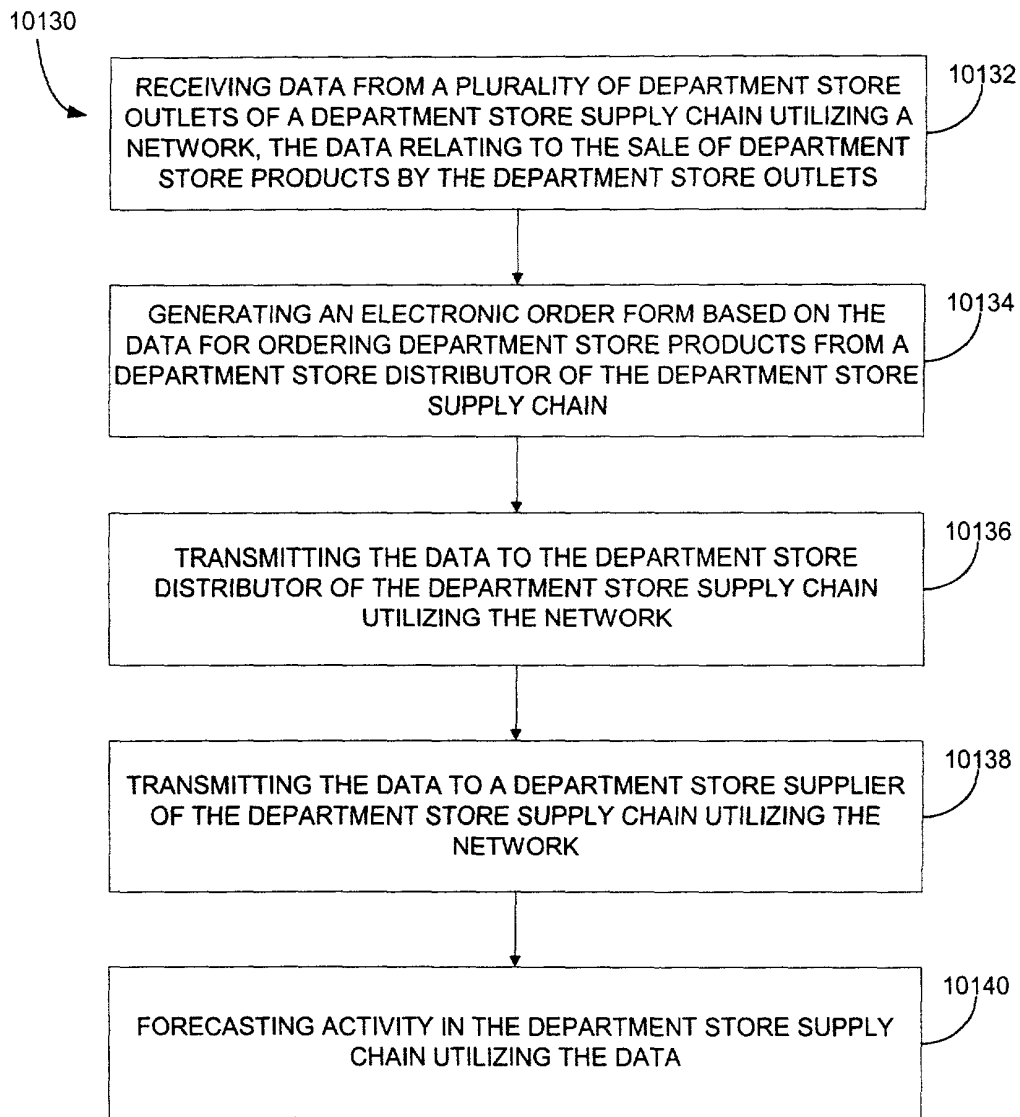 10130
RECEIVING DATA FROM A PLURALITY OF DEPARTMENT STORE
OUTLETS OF A DEPARTMENT STORE SUPPLY CHAIN UTILIZING A
NETWORK, THE DATA RELATING TO THE SALE OF DEPARTMENT
STORE PRODUCTS BY THE DEPARTMENT STORE OUTLETS
10132
GENERATING AN ELECTRONIC ORDER FORM BASED ON THE
DATA FOR ORDERING DEPARTMENT STORE PRODUCTS FROM A
DEPARTMENT STORE DISTRIBUTOR OF THE DEPARTMENT STORE
SUPPLY CHAIN
10134
TRANSMITTING THE DATA TO THE DEPARTMENT STORE
DISTRIBUTOR OF THE DEPARTMENT STORE SUPPLY CHAIN
UTILIZING THE NETWORK
10136
TRANSMITTING THE DATA TO A DEPARTMENT STORE SUPPLIER
OF THE DEPARTMENT STORE SUPPLY CHAIN UTILIZING THE
NETWORK
10138
FORECASTING ACTIVITY IN THE DEPARTMENT STORE SUPPLY
CHAIN UTILIZING THE DATA
10140